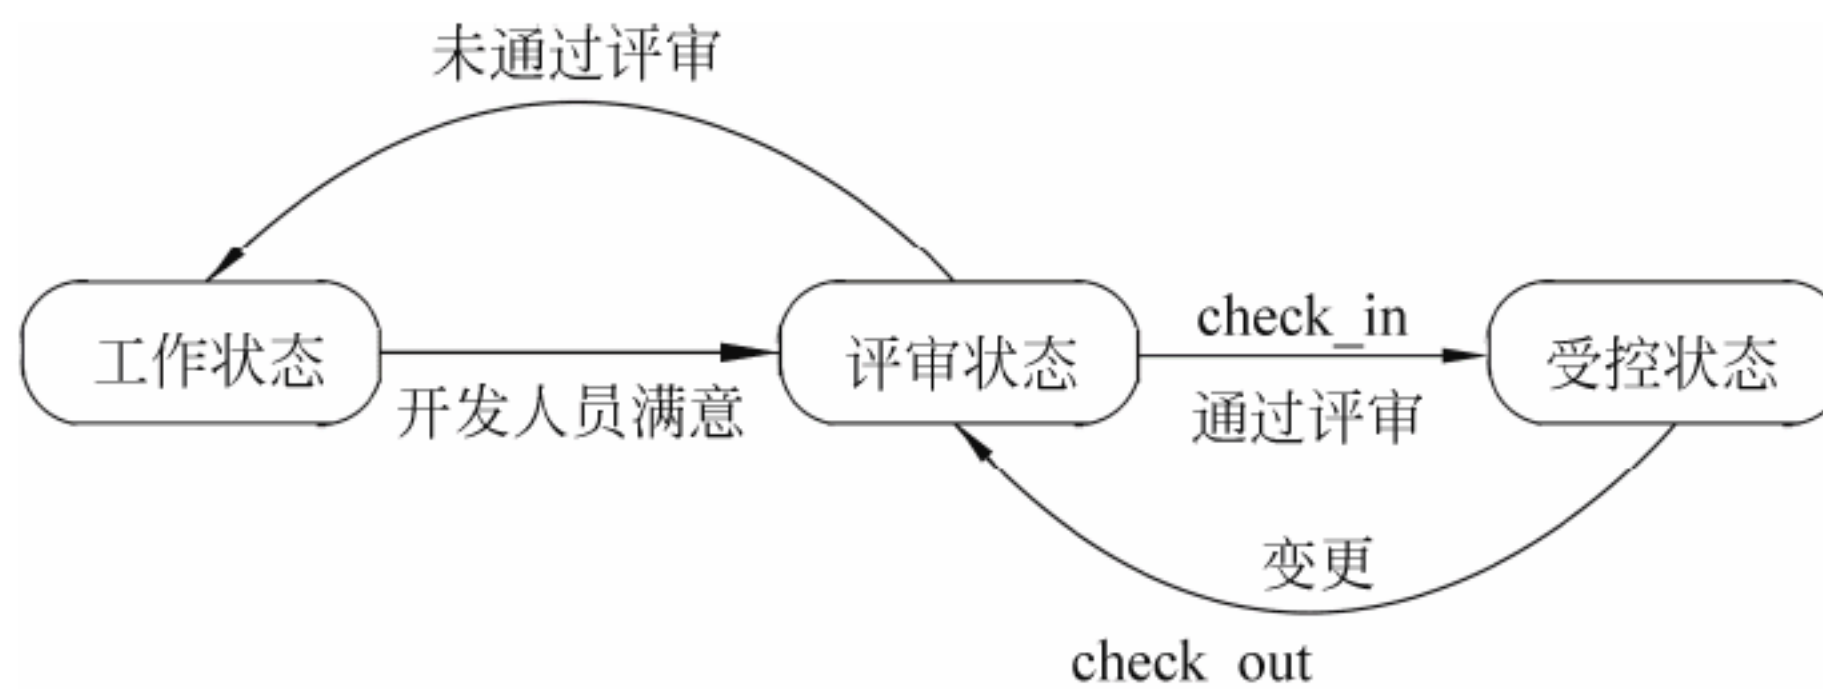 未通过评审
工作状态
开发人员满意
评审状态
check_in
通过评审
受控状态
变更
check out